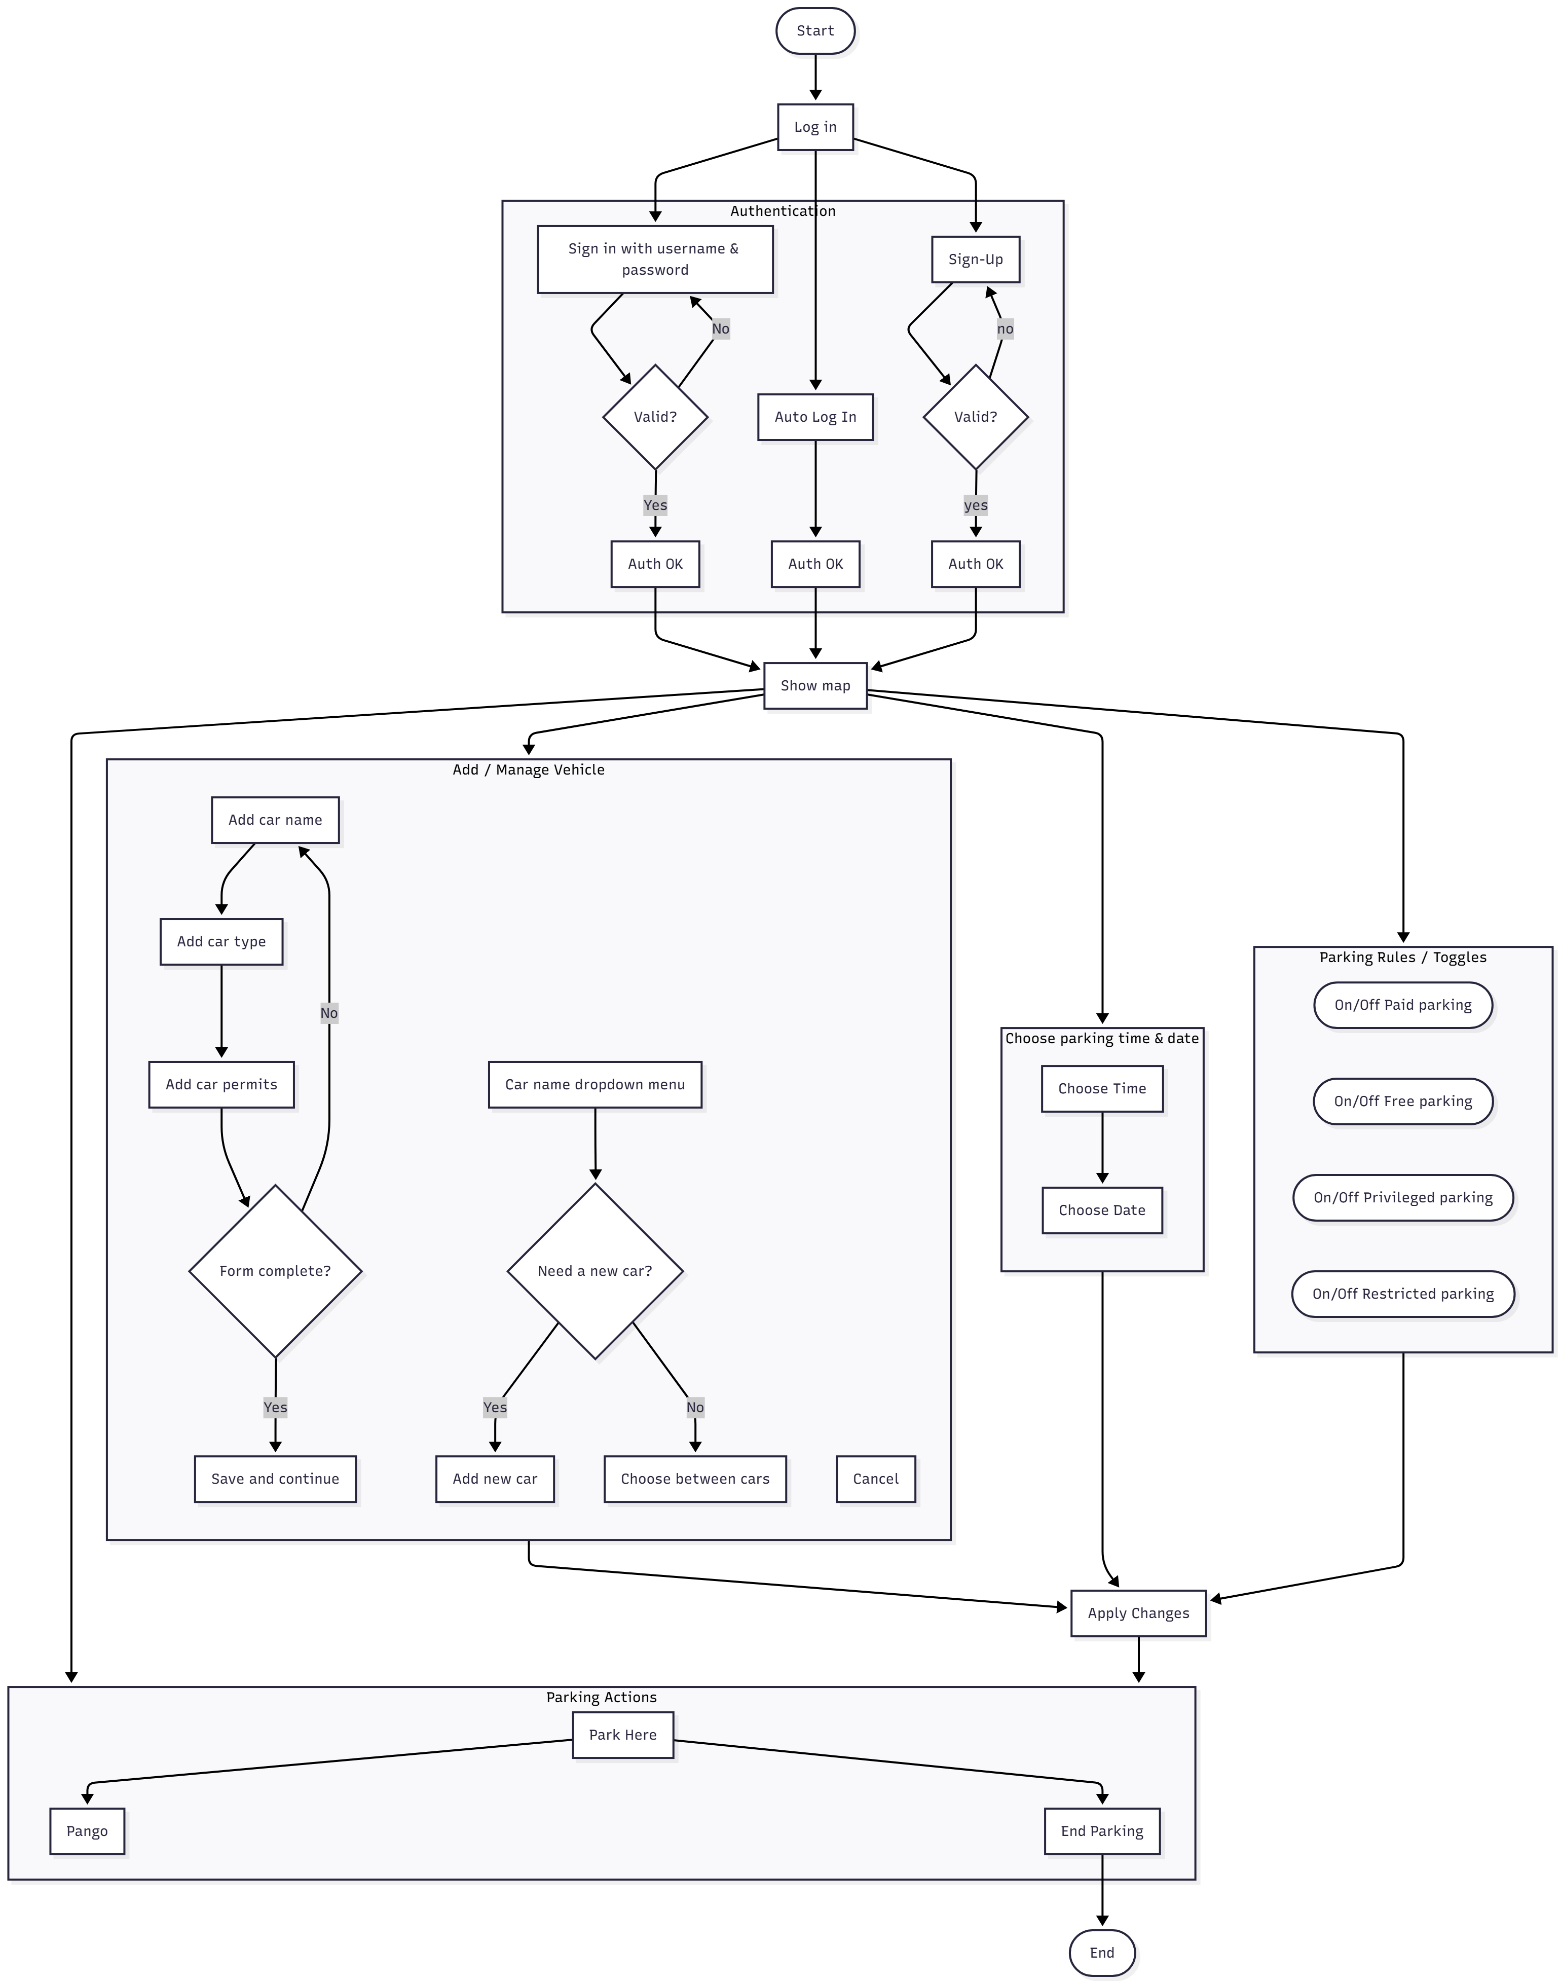 Start
Log in
Authentication
Sign in with username &
password
Sign-Up
No
no
Valid?
Auto Log In
Valid?
Yes
yes
Auth OK
Auth OK
Auth OK
Show map
Add / Manage Vehicle
Add car name
Add car type
No
Add car permits
Car name dropdown menu
Form complete?
Need a new car?
Yes
Yes
No
Save and continue
Add new car
Choose between cars
Cancel
Choose parking time & date
Choose Time
Choose Date
Parking Rules / Toggles
On/Off Paid parking
On/Off Free parking
On/Off Privileged parking
On/Off Restricted parking
Apply Changes
Parking Actions
Park Here
Pango
End Parking
End